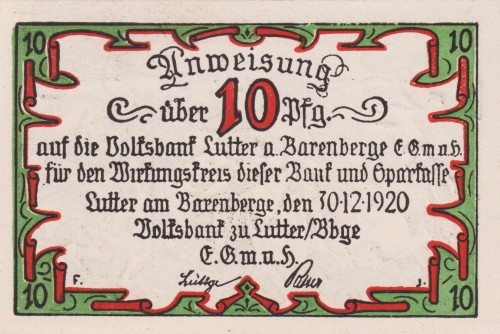 10 10
Anweisung
über 10 Pfg.
auf die Volksbank Lutter a. Barenberge E.G.m.u.H.
für den Wirkungskreis dieser Bank und Sparkasse
Lutter am Barenberge, den 30·12·1920
Volksbank zu Lutter/Bbge
E.G.m.u.H.
F. Lüttge J.
10 10